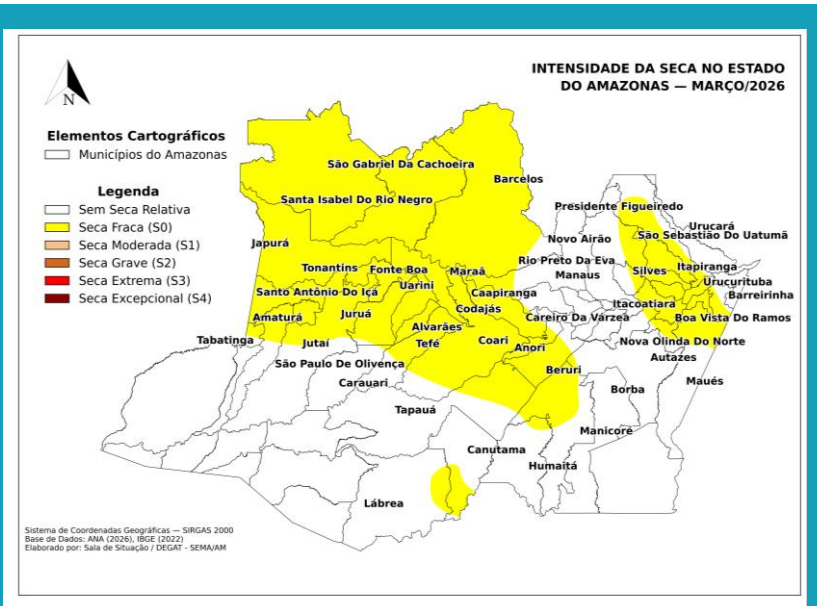 INTENSIDADE DA SECA NO ESTADO
DO AMAZONAS — MARÇO/2026
N
Elementos Cartográficos
Municípios do Amazonas
Legenda
Sem Seca Relativa
Seca Fraca (S0)
Seca Moderada (S1)
Seca Grave (S2)
Seca Extrema (S3)
Seca Excepcional (S4)
São Gabriel Da Cachoeira
Barcelos
Santa Isabel Do Rio Negro
Presidente Figueiredo
Urucará
São Sebastião Do Uatumã
Japurá
Novo Airão
Rio Preto Da Eva
Tonantins
Fonte Boa
Maraã
Manaus
Silves
Itapiranga
Uarini
Urucurituba
Santo Antônio Do Içá
Caapiranga
Barreirinha
Itacoatiara
Codajás
Amaturá
Juruá
Careiro Da Várzea
Boa Vista Do Ramos
Alvarães
Tabatinga
Jutaí
Tefé
Coari
Anori
Nova Olinda Do Norte
Autazes
São Paulo De Olivença
Beruri
Carauari
Borba
Maués
Tapauá
Manicoré
Canutama
Humaitá
Lábrea
Sistema de Coordenadas Geográficas — SIRGAS 2000
Base de Dados: ANA (2026), IBGE (2022)
Elaborado por: Sala de Situação / DEGAT - SEMA/AM